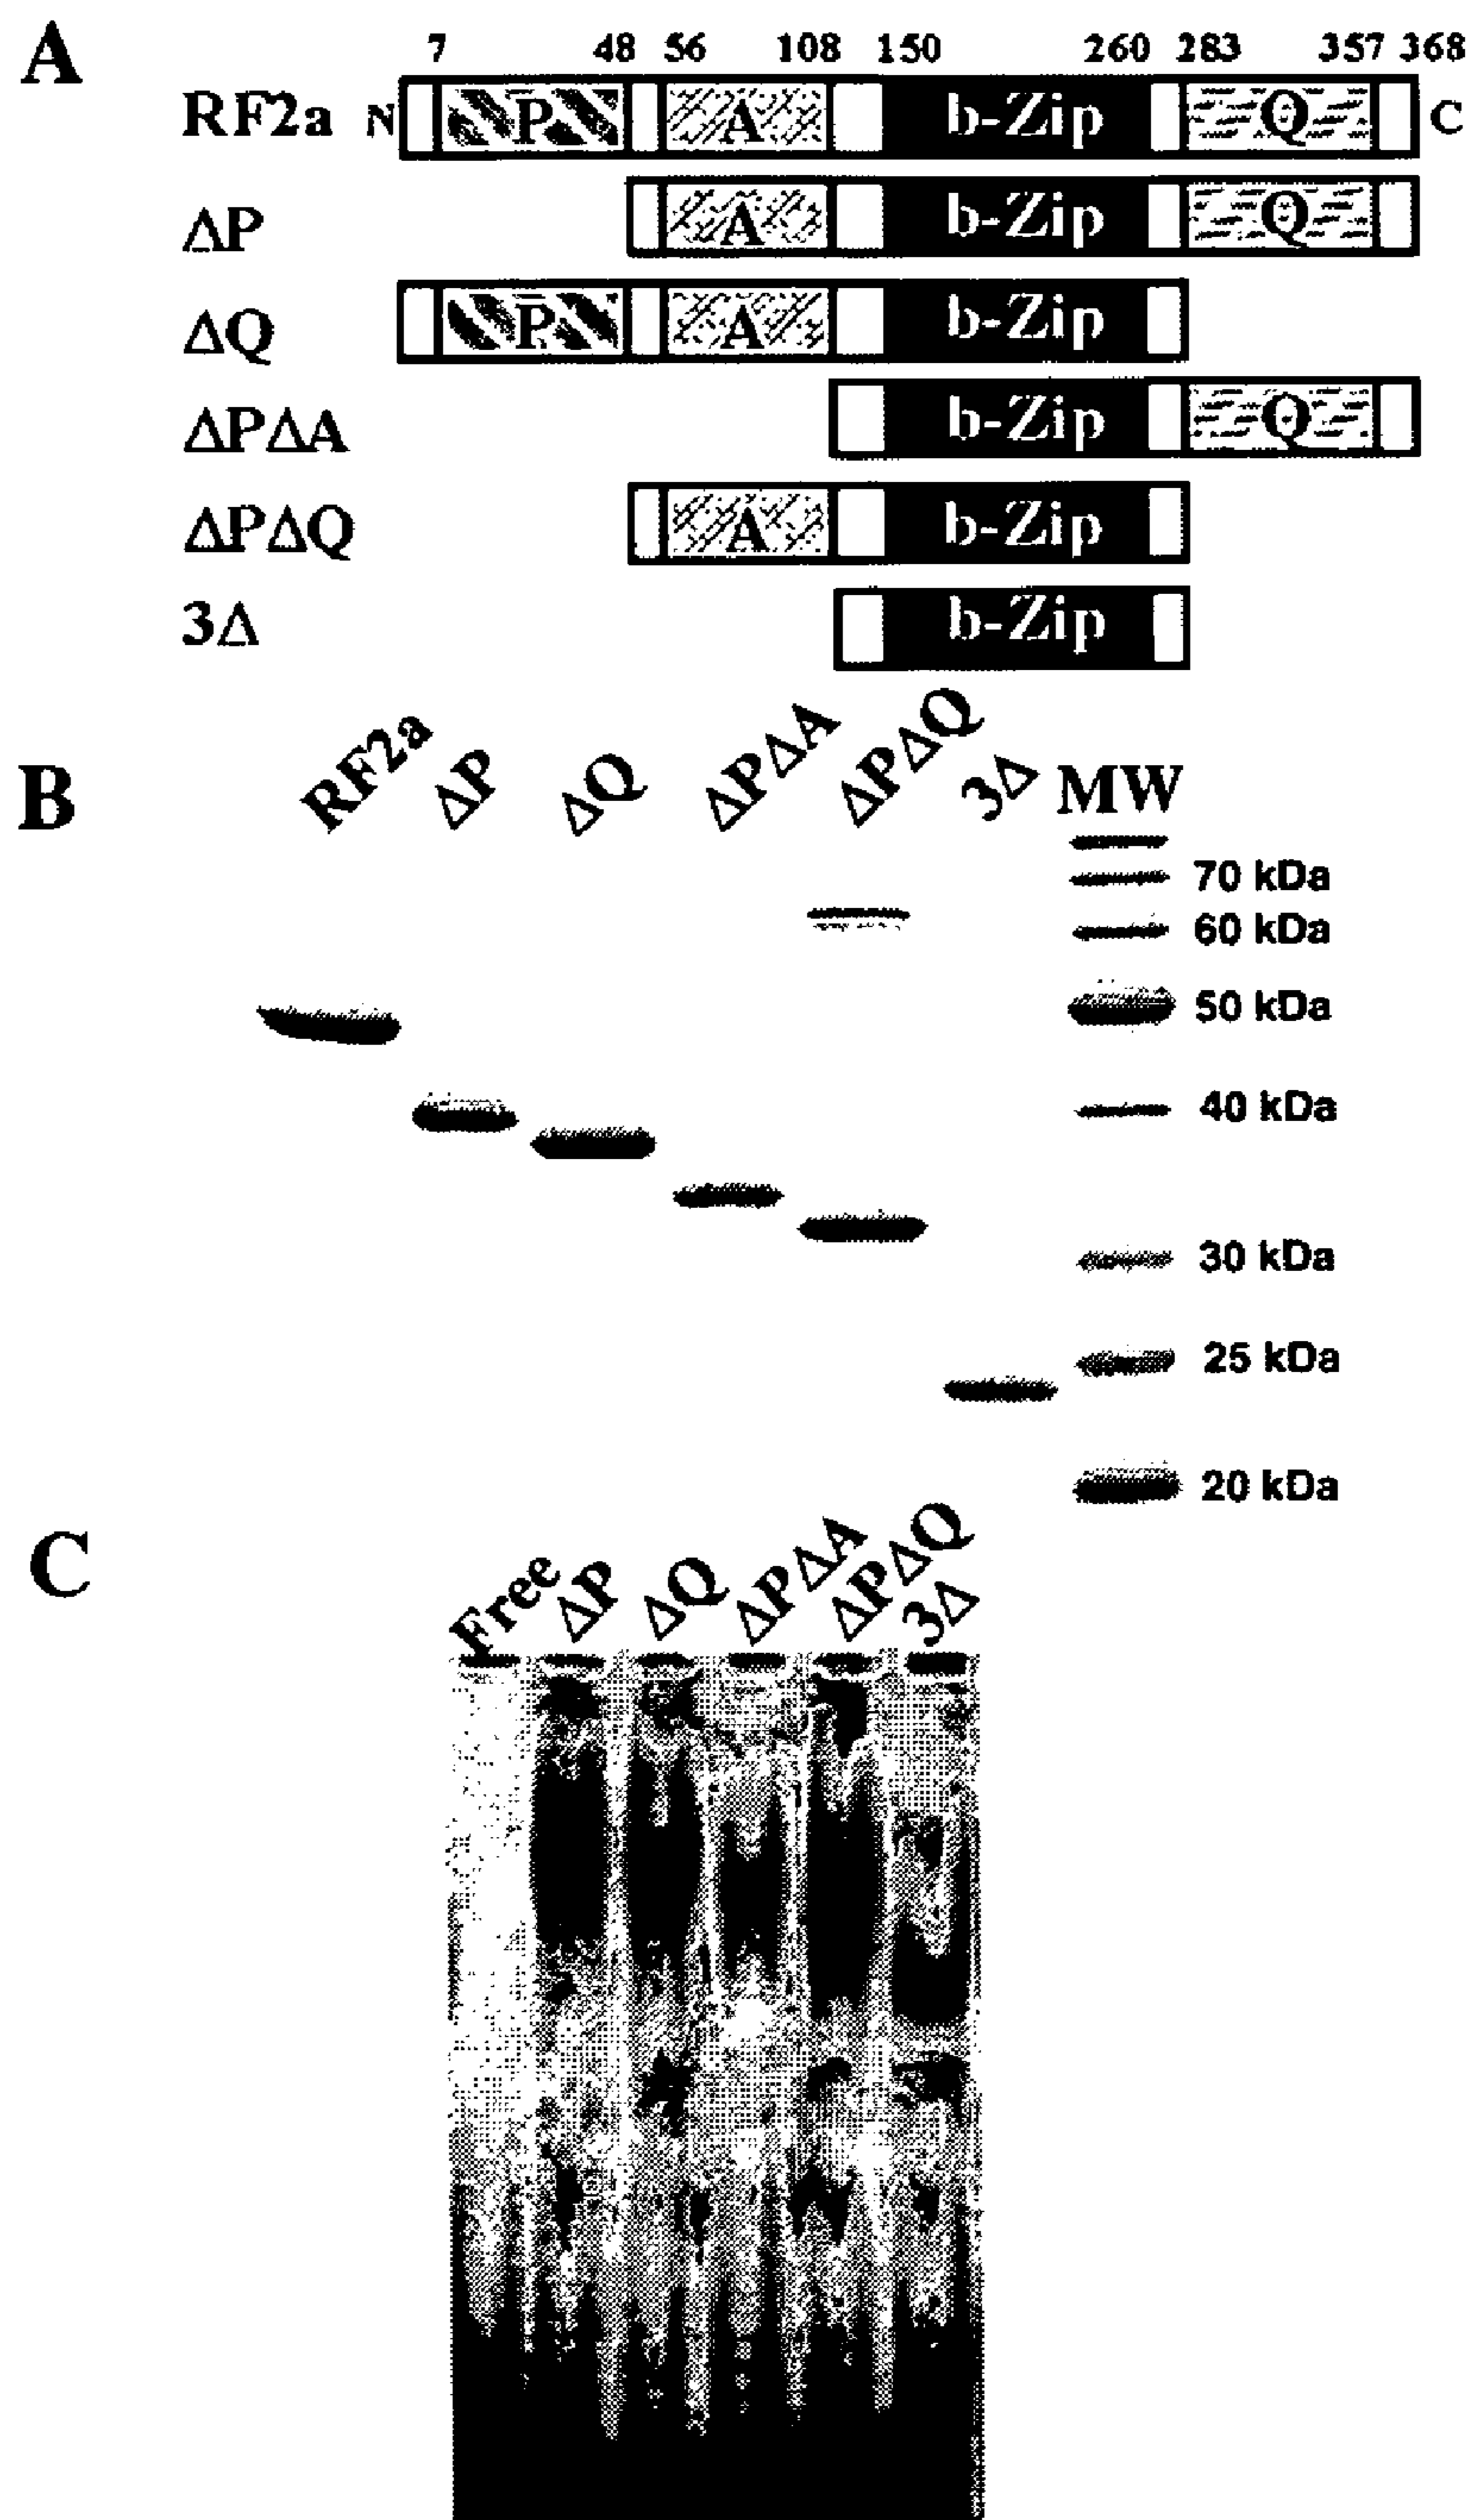 A
7 48 56 108 150 260 283 357 368
RF2a N P A b-Zip Q C
ΔP A b-Zip Q
ΔQ P A b-Zip
ΔPΔA b-Zip Q
ΔPΔQ A b-Zip
3Δ b-Zip
B
RF2a ΔP ΔQ ΔPΔA ΔPΔQ 3Δ MW
70 kDa
60 kDa
50 kDa
40 kDa
30 kDa
25 kDa
20 kDa
C
Free ΔP ΔQ ΔPΔA ΔPΔQ 3Δ